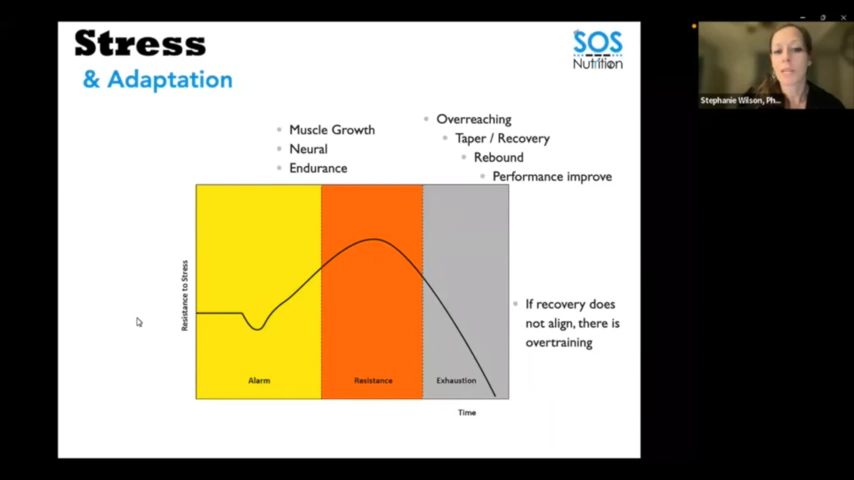 Stress
& Adaptation
SOS
Nutrition
Stephanie Wilson, Ph...
Muscle Growth
Neural
Endurance
Overreaching
Taper / Recovery
Rebound
Performance improve
Resistance to Stress
If recovery does
not align, there is
overtraining
Alarm
Resistance
Exhaustion
Time